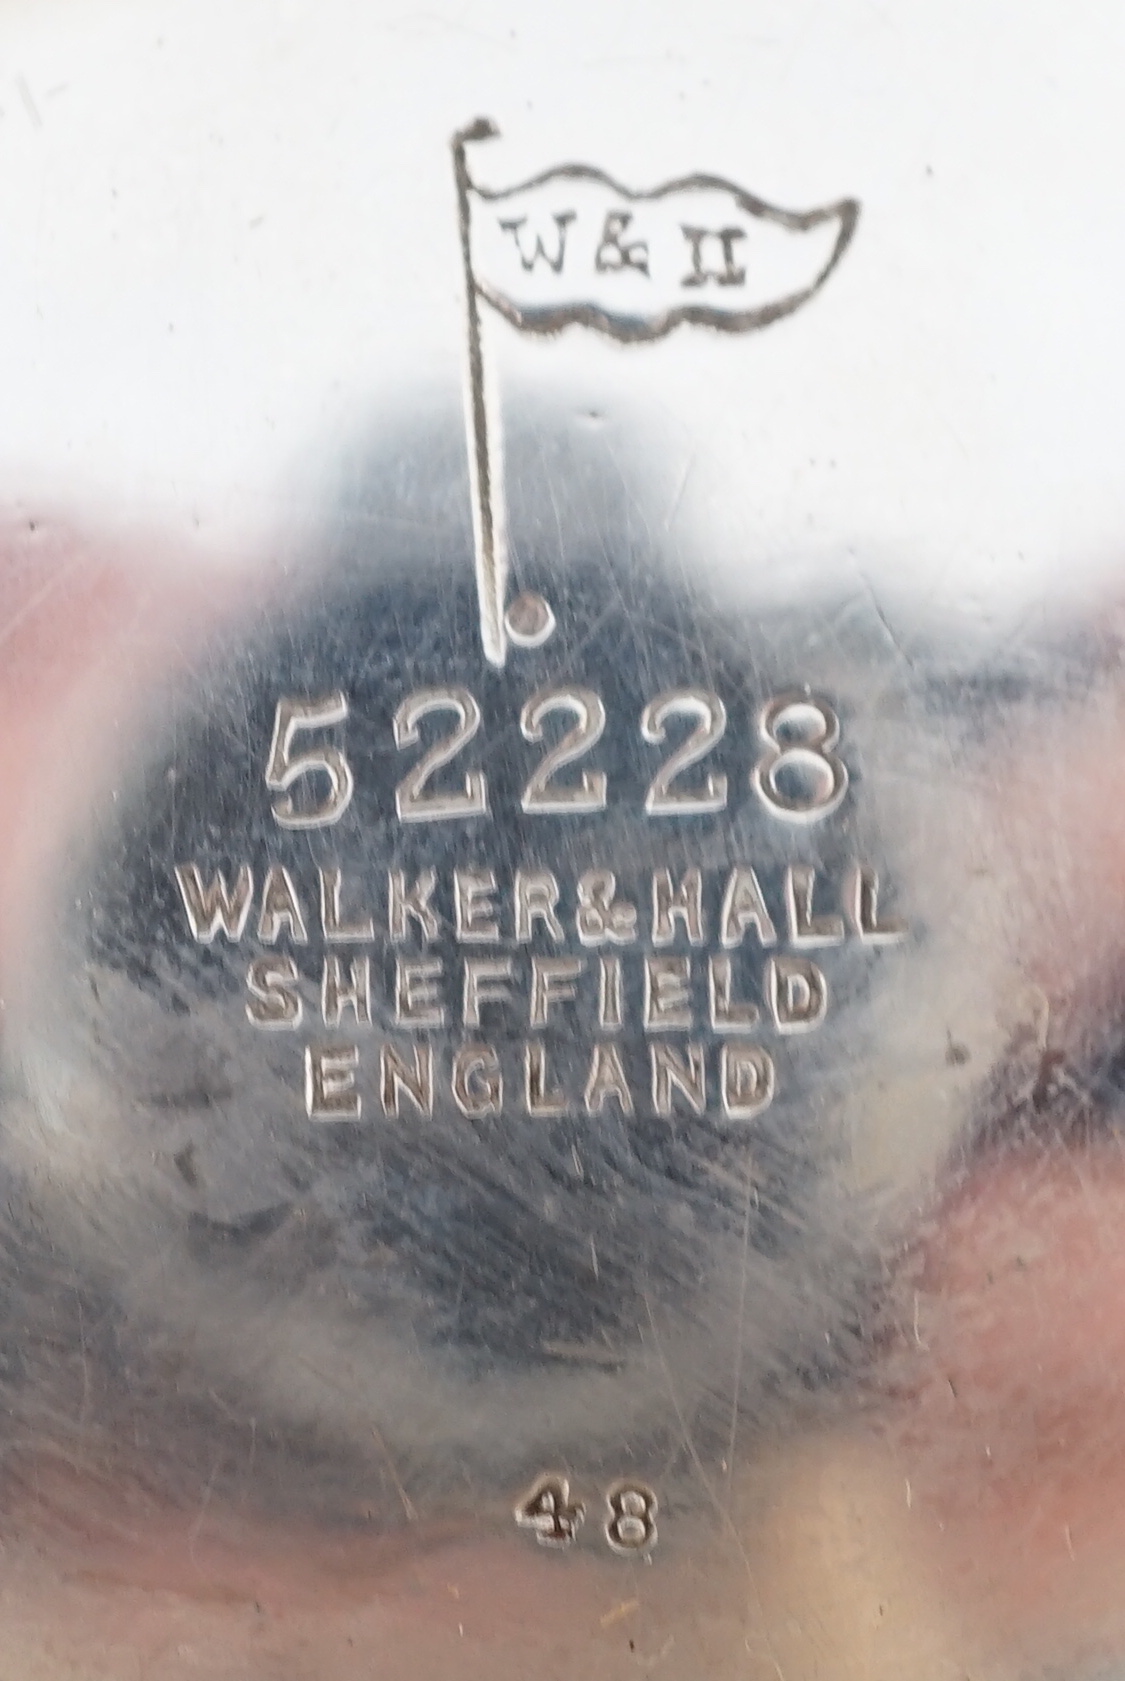 W & H
52228
WALKER & HALL
SHEFFIELD
ENGLAND
48